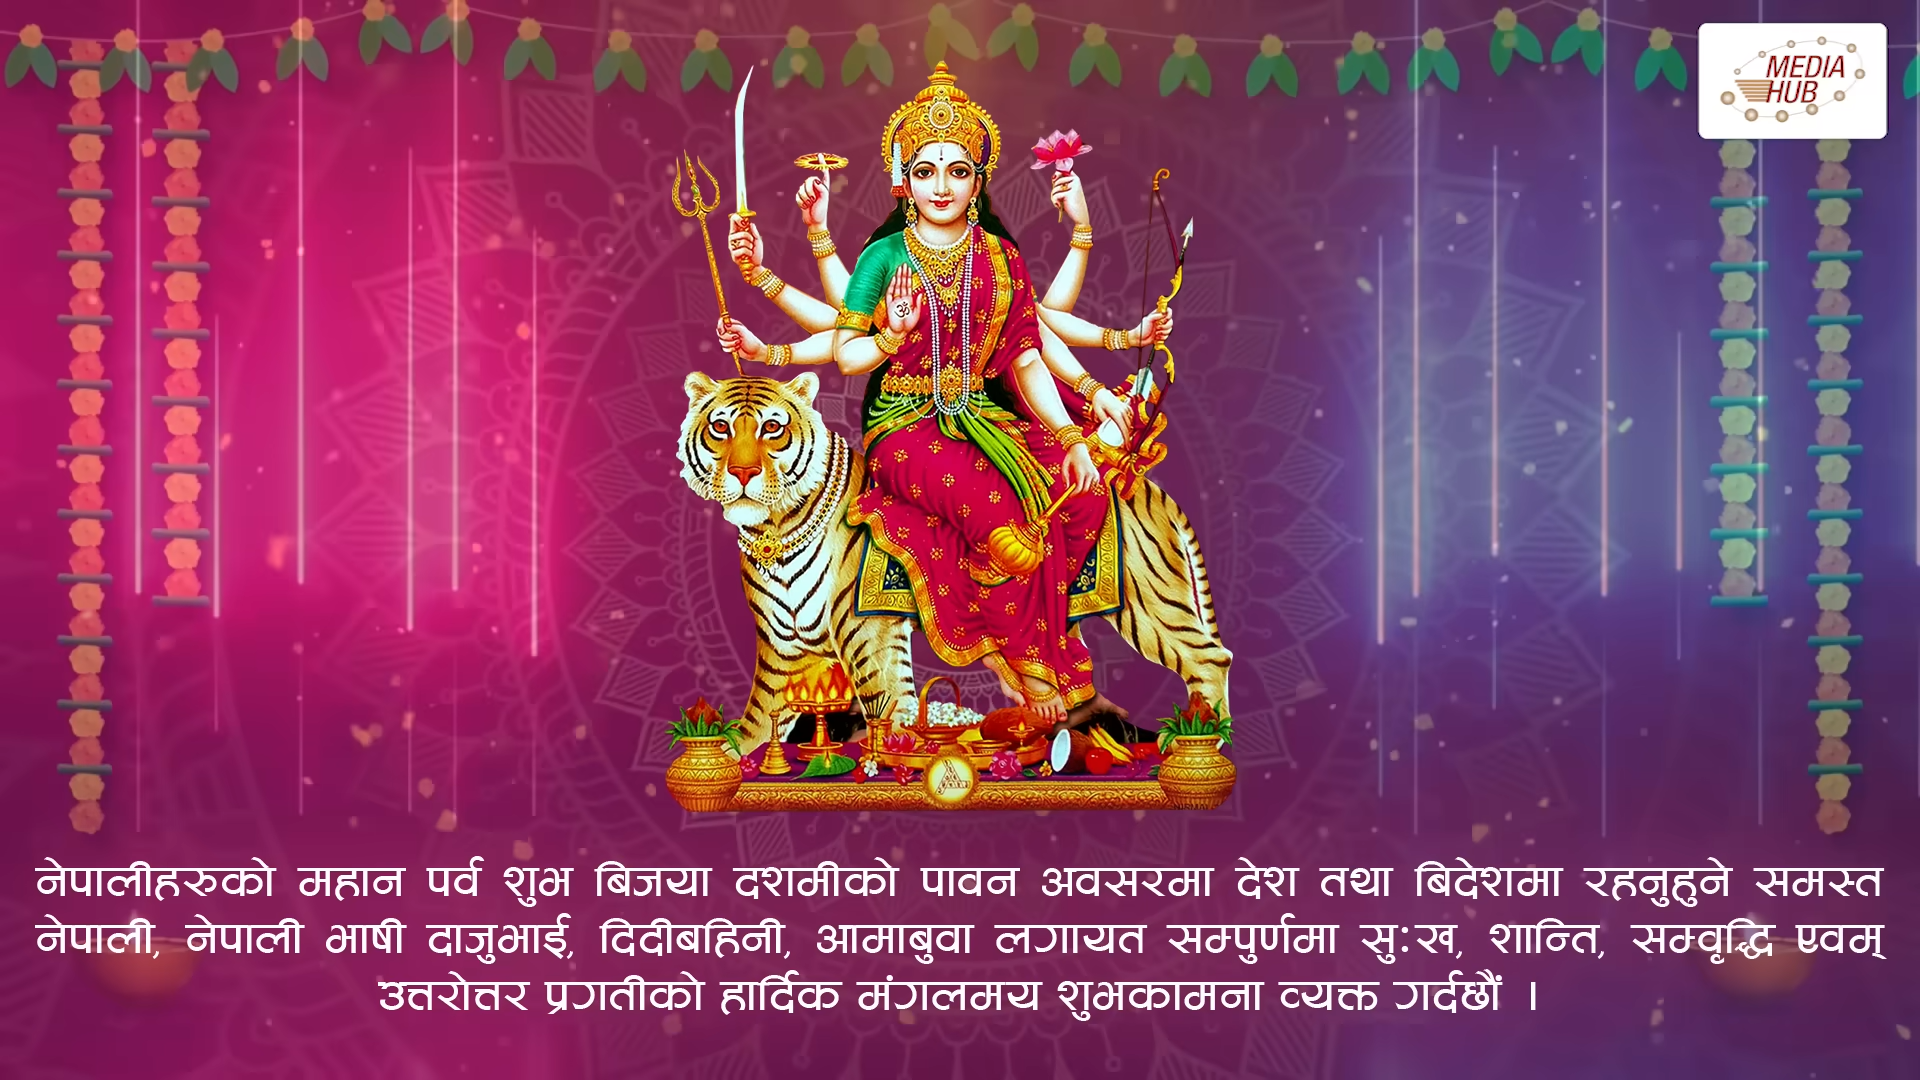 MEDIA
HUB
ॐ
नेपालीहरुको महान पर्व शुभ बिजया दशमीको पावन अवसरमा देश तथा बिदेशमा रहनुहुने समस्त
नेपाली, नेपाली भाषी दाजुभाई, दिदीबहिनी, आमाबुवा लगायत सम्पुर्णमा सुःख, शान्ति, सम्वृद्धि एवम्
उत्तरोत्तर प्रगतीको हार्दिक मंगलमय शुभकामना व्यक्त गर्दछौं ।